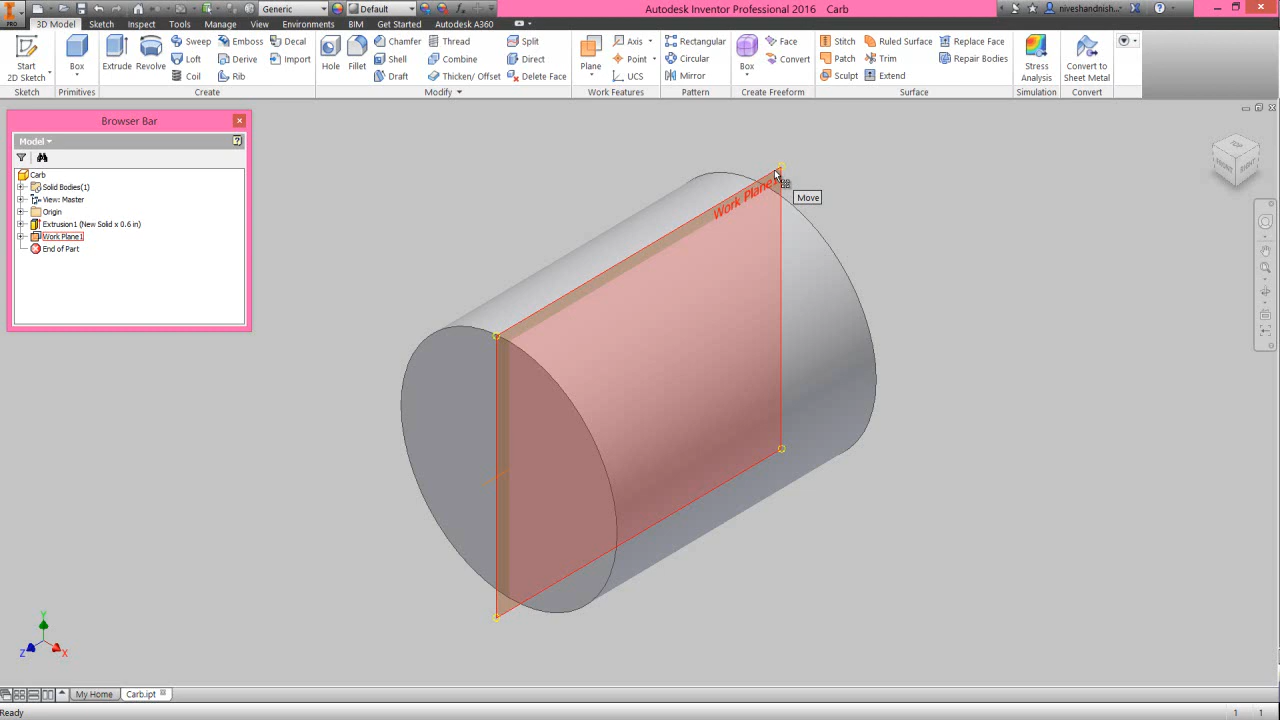 PRO
Generic
Default
Autodesk Inventor Professional 2016 Carb
niveshandnish...
3D Model Sketch Inspect Tools Manage View Environments BIM Get Started Autodesk A360
Start
2D Sketch
Box
Extrude
Revolve
Sweep
Loft
Coil
Emboss
Derive
Rib
Decal
Import
Hole
Fillet
Chamfer
Shell
Draft
Thread
Combine
Thicken/ Offset
Split
Direct
Delete Face
Plane
Axis
Point
UCS
Rectangular
Circular
Mirror
Box
Face
Convert
Stitch
Patch
Sculpt
Ruled Surface
Trim
Extend
Replace Face
Repair Bodies
Stress
Analysis
Convert to
Sheet Metal
Sketch Primitives Create Modify Work Features Pattern Create Freeform Surface Simulation Convert
Browser Bar
Model
Carb
Solid Bodies(1)
View: Master
Origin
Extrusion1 (New Solid x 0.6 in)
Work Plane1
End of Part
Work Plane1
Move
TOP
FRONT
RIGHT
Y
Z
X
My Home Carb.ipt
Ready
1 1